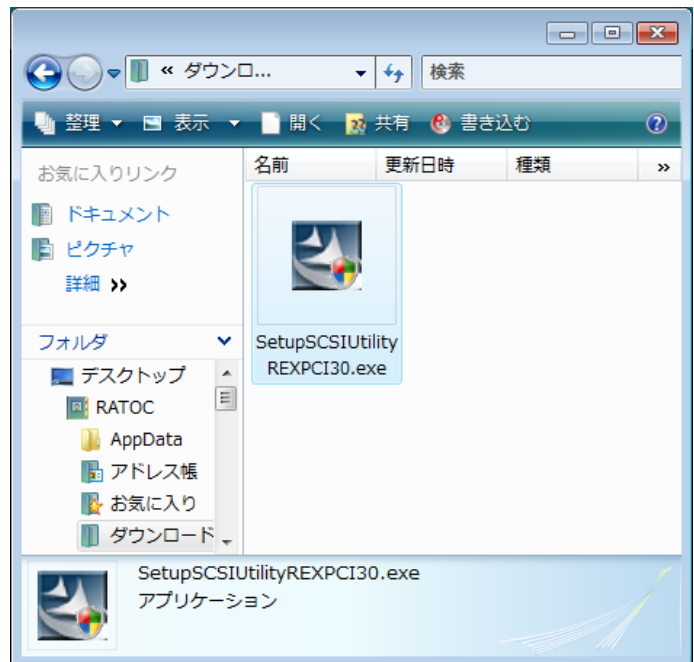 « ダウンロ...
検索
整理 表示 開く 共有 書き込む
お気に入りリンク
ドキュメント
ピクチャ
詳細 »
名前 更新日時 種類 »
SetupSCSIUtility
REXPCI30.exe
フォルダ
デスクトップ
RATOC
AppData
アドレス帳
お気に入り
ダウンロード
SetupSCSIUtilityREXPCI30.exe
アプリケーション